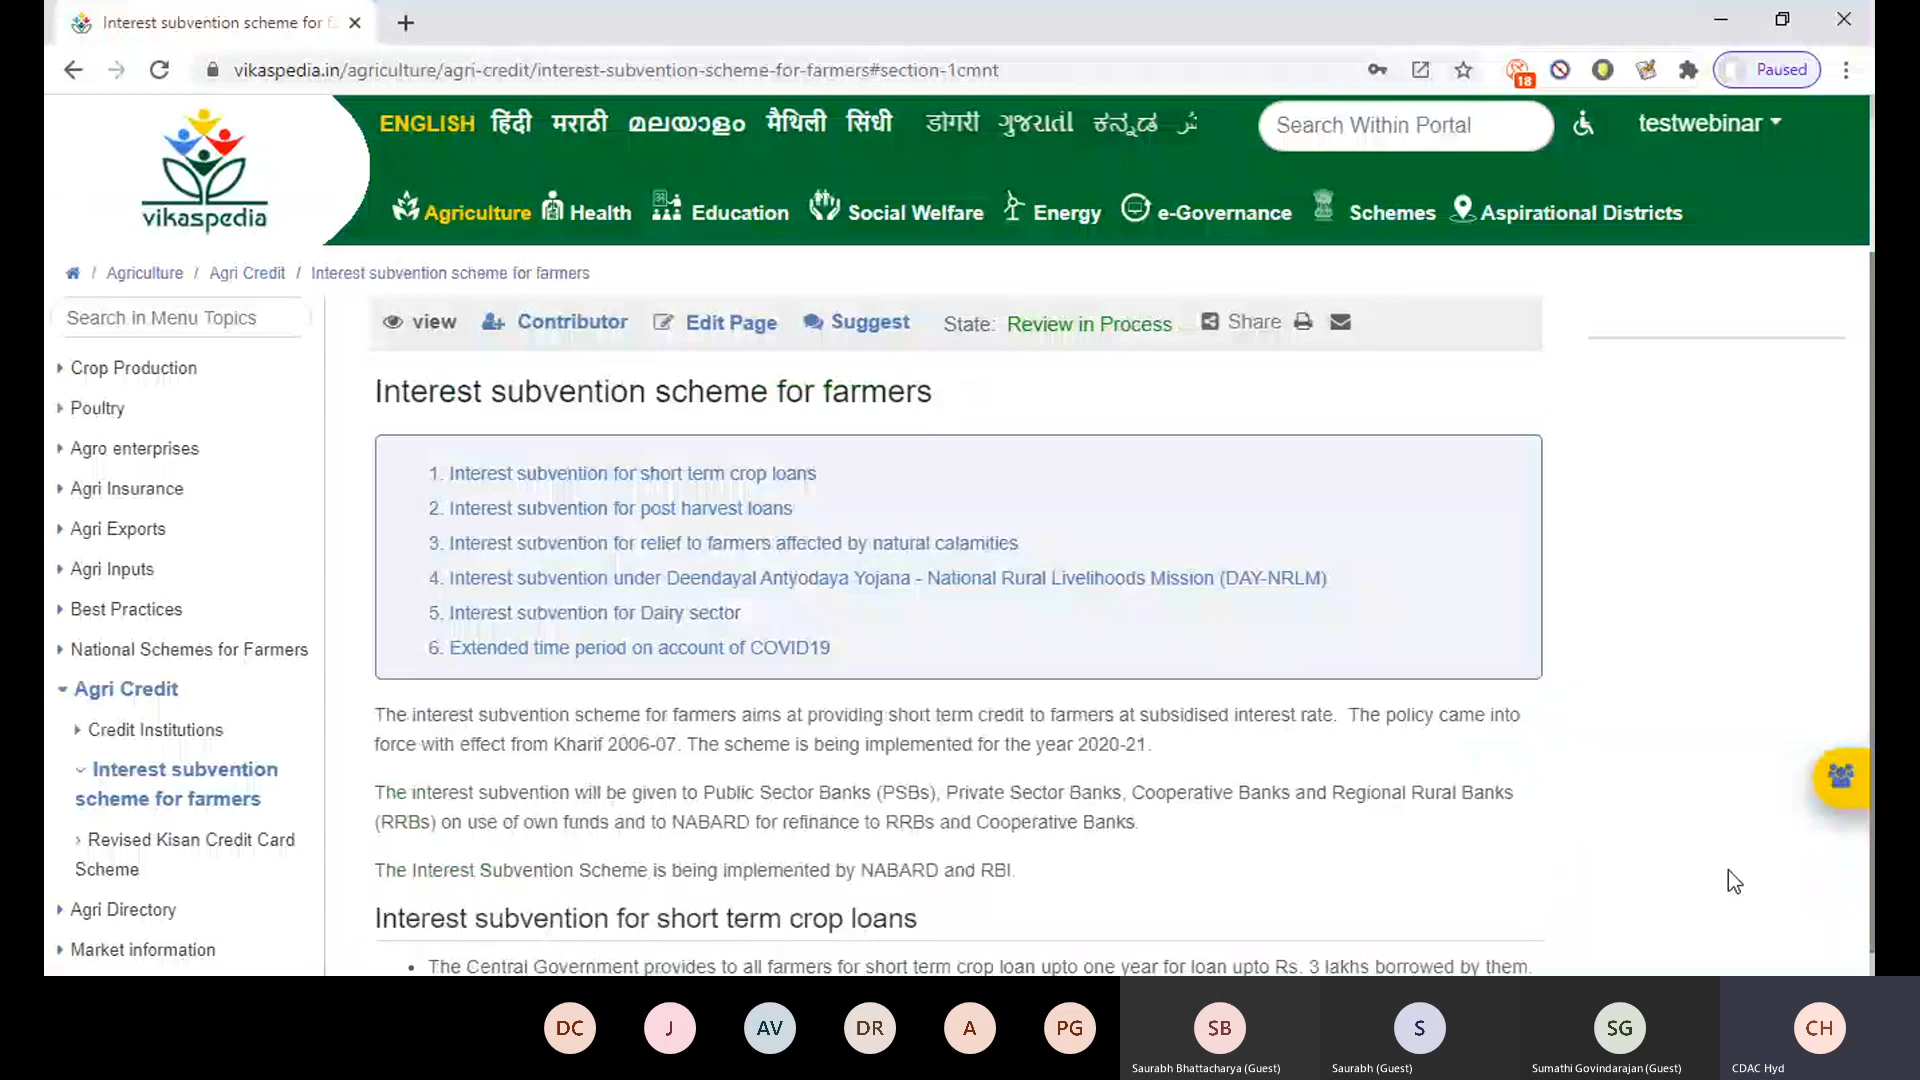 Interest subvention scheme for f
vikaspedia.in/agriculture/agri-credit/interest-subvention-scheme-for-farmers#section-1cmnt
18
Paused
vikaspedia
ENGLISH हिंदी मराठी മലയാളം मैथिली सिंधी डोगरी ગુજરાતી ಕನ್ನಡ
Search Within Portal
testwebinar
Agriculture Health Education Social Welfare Energy e-Governance Schemes Aspirational Districts
/ Agriculture / Agri Credit / Interest subvention scheme for farmers
Search in Menu Topics
Crop Production
Poultry
Agro enterprises
Agri Insurance
Agri Exports
Agri Inputs
Best Practices
National Schemes for Farmers
Agri Credit
Credit Institutions
Interest subvention
scheme for farmers
Revised Kisan Credit Card
Scheme
Agri Directory
Market information
view Contributor Edit Page Suggest State: Review in Process Share
Interest subvention scheme for farmers
1. Interest subvention for short term crop loans
2. Interest subvention for post harvest loans
3. Interest subvention for relief to farmers affected by natural calamities
4. Interest subvention under Deendayal Antyodaya Yojana - National Rural Livelihoods Mission (DAY-NRLM)
5. Interest subvention for Dairy sector
6. Extended time period on account of COVID19
The interest subvention scheme for farmers aims at providing short term credit to farmers at subsidised interest rate. The policy came into
force with effect from Kharif 2006-07. The scheme is being implemented for the year 2020-21.
The interest subvention will be given to Public Sector Banks (PSBs), Private Sector Banks, Cooperative Banks and Regional Rural Banks
(RRBs) on use of own funds and to NABARD for refinance to RRBs and Cooperative Banks.
The Interest Subvention Scheme is being implemented by NABARD and RBI.
Interest subvention for short term crop loans
• The Central Government provides to all farmers for short term crop loan upto one year for loan upto Rs. 3 lakhs borrowed by them.
DC J AV DR A PG SB S SG CH
Saurabh Bhattacharya (Guest) Saurabh (Guest) Sumathi Govindarajan (Guest) CDAC Hyd